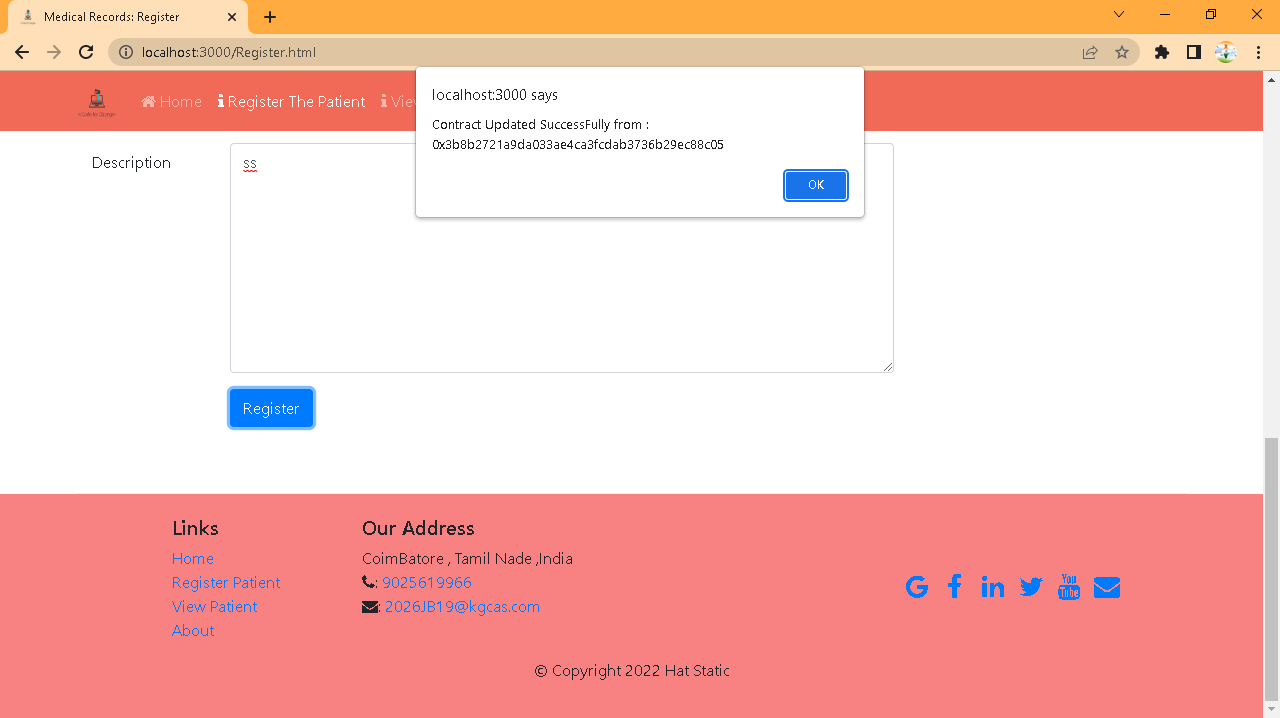 Medical Records: Register
localhost:3000/Register.html
localhost:3000 says
Contract Updated SuccessFully from :
0x3b8b2721a9da033ae4ca3fcdab3736b29ec88c05
OK
Home
Register The Patient
Description
ss
Register
Links
Home
Register Patient
View Patient
About
Our Address
CoimBatore , Tamil Nade ,India
: 9025619966
: 2026JB19@kgcas.com
You
Tube
© Copyright 2022 Hat Static